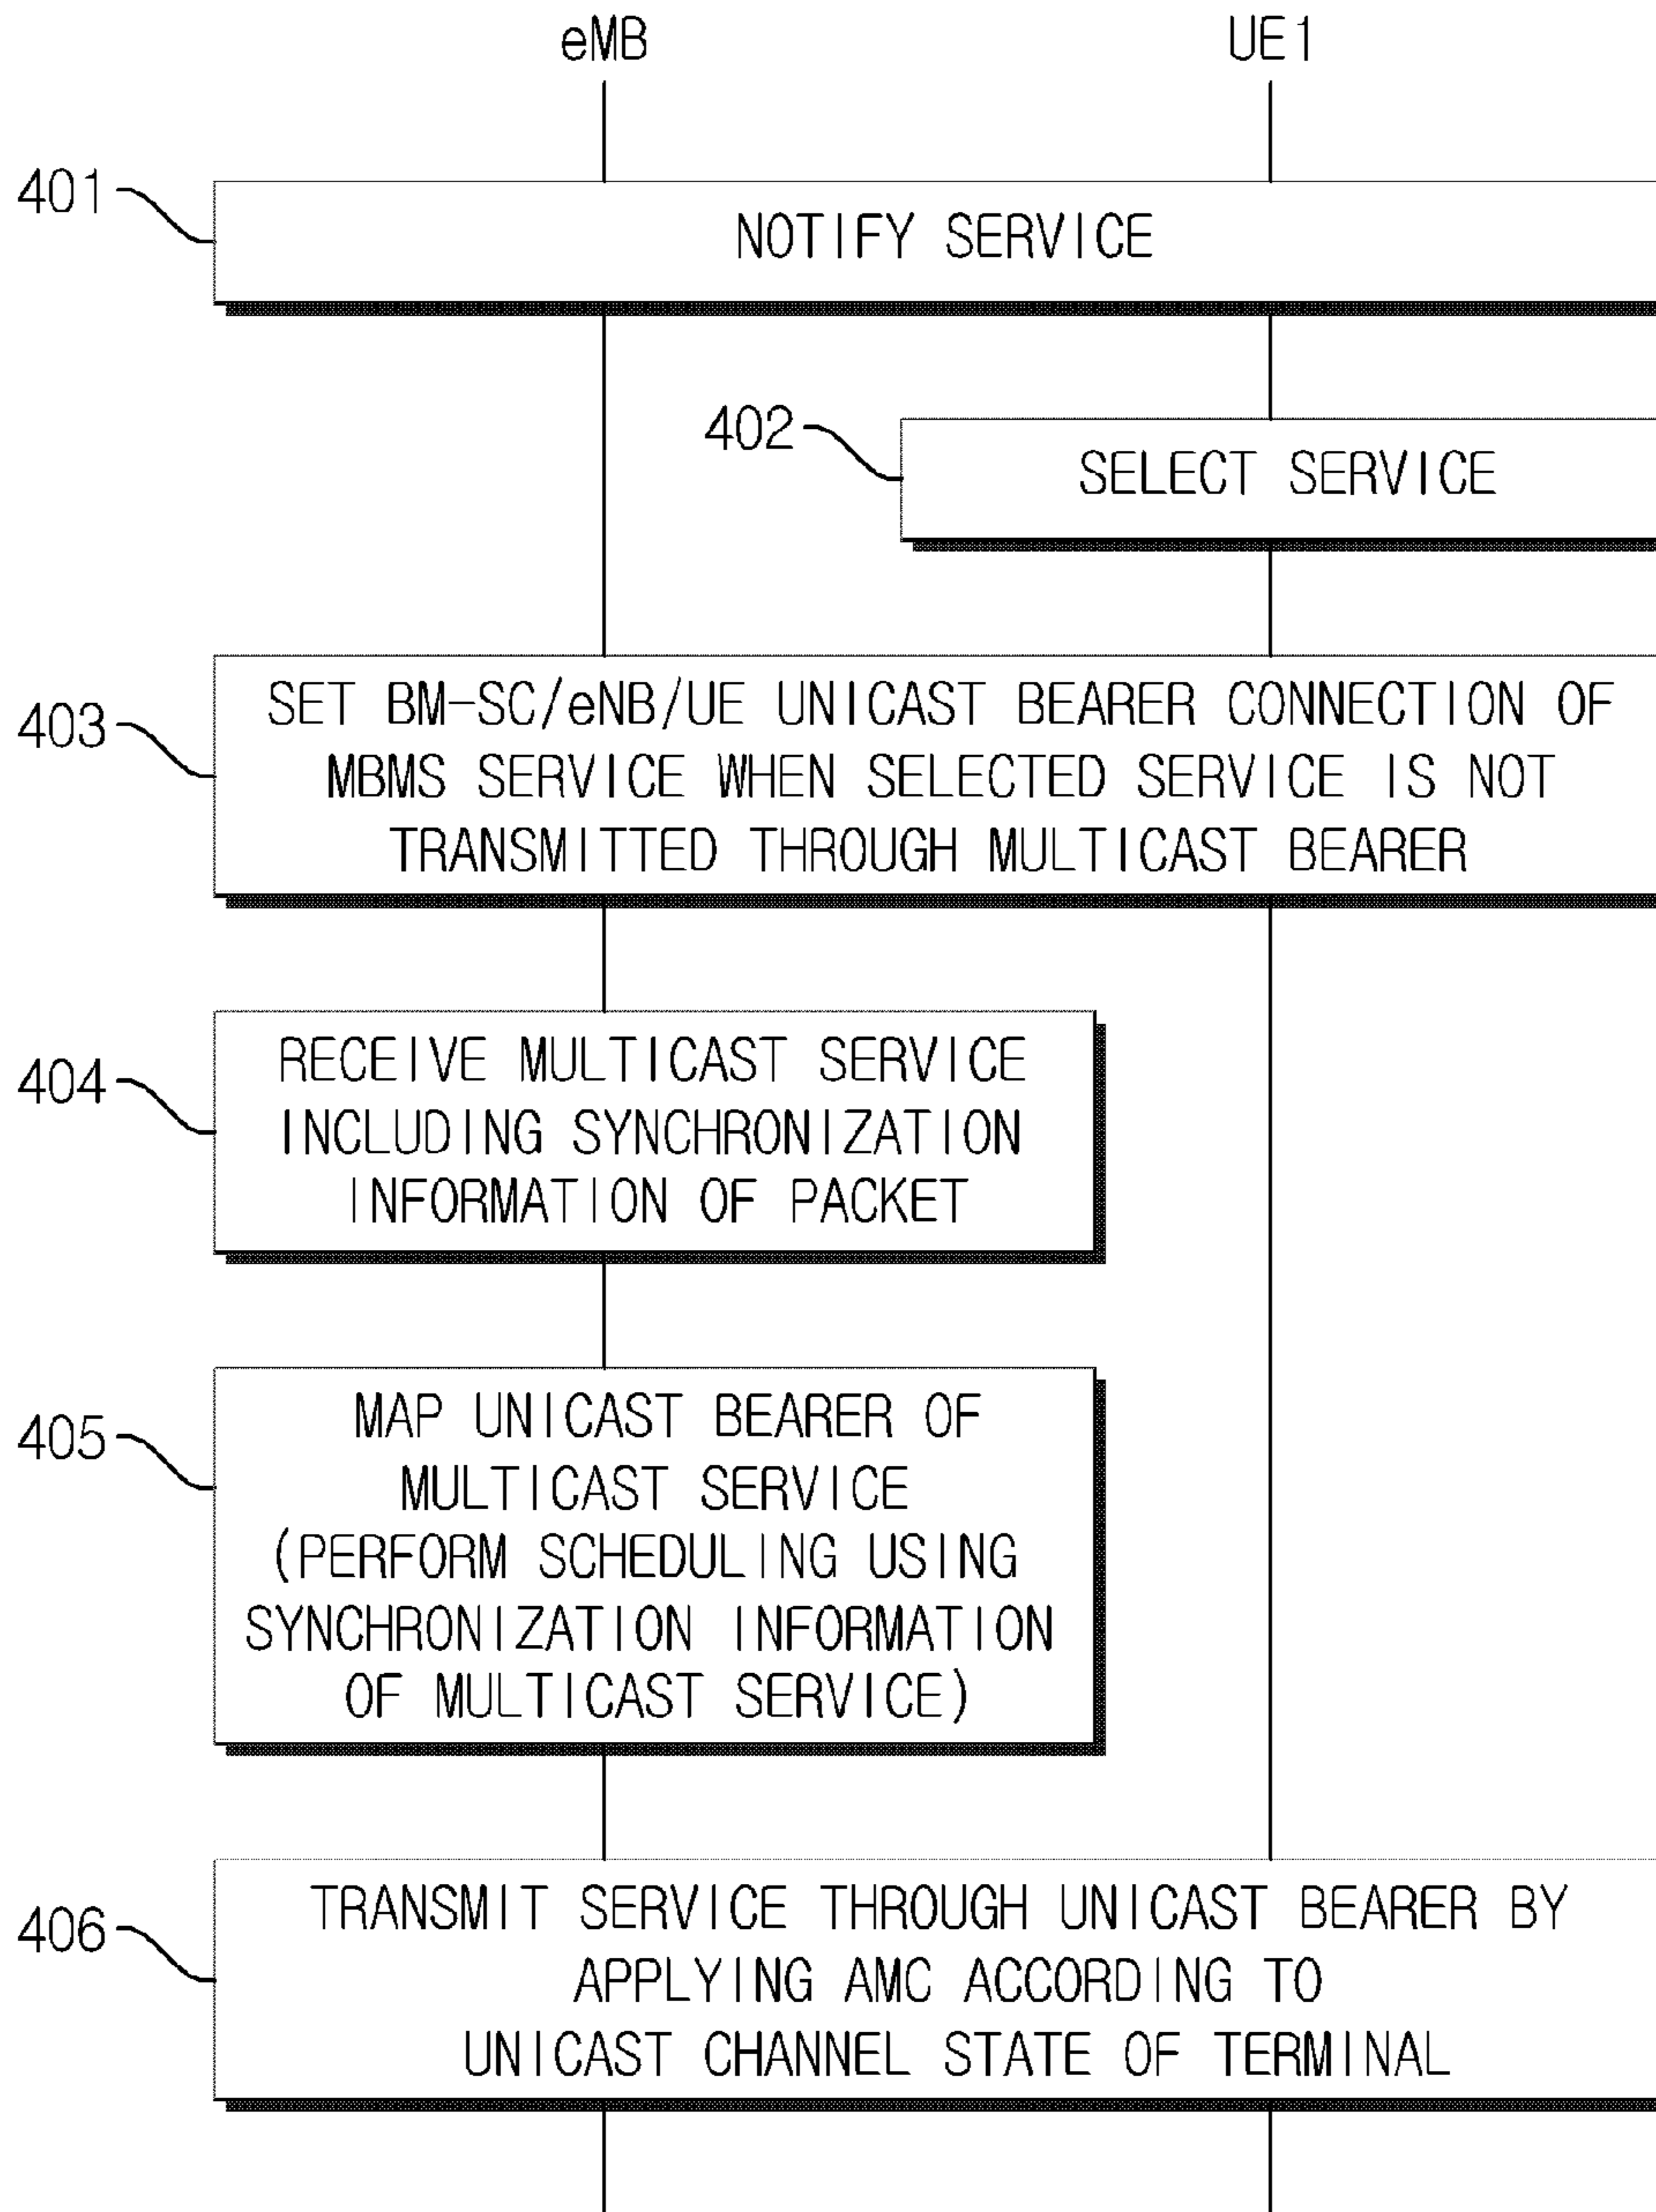 eMB
UE1
401
NOTIFY SERVICE
402
SELECT SERVICE
403
SET BM-SC/eNB/UE UNICAST BEARER CONNECTION OF
MBMS SERVICE WHEN SELECTED SERVICE IS NOT
TRANSMITTED THROUGH MULTICAST BEARER
404
RECEIVE MULTICAST SERVICE
INCLUDING SYNCHRONIZATION
INFORMATION OF PACKET
405
MAP UNICAST BEARER OF
MULTICAST SERVICE
(PERFORM SCHEDULING USING
SYNCHRONIZATION INFORMATION
OF MULTICAST SERVICE)
406
TRANSMIT SERVICE THROUGH UNICAST BEARER BY
APPLYING AMC ACCORDING TO
UNICAST CHANNEL STATE OF TERMINAL